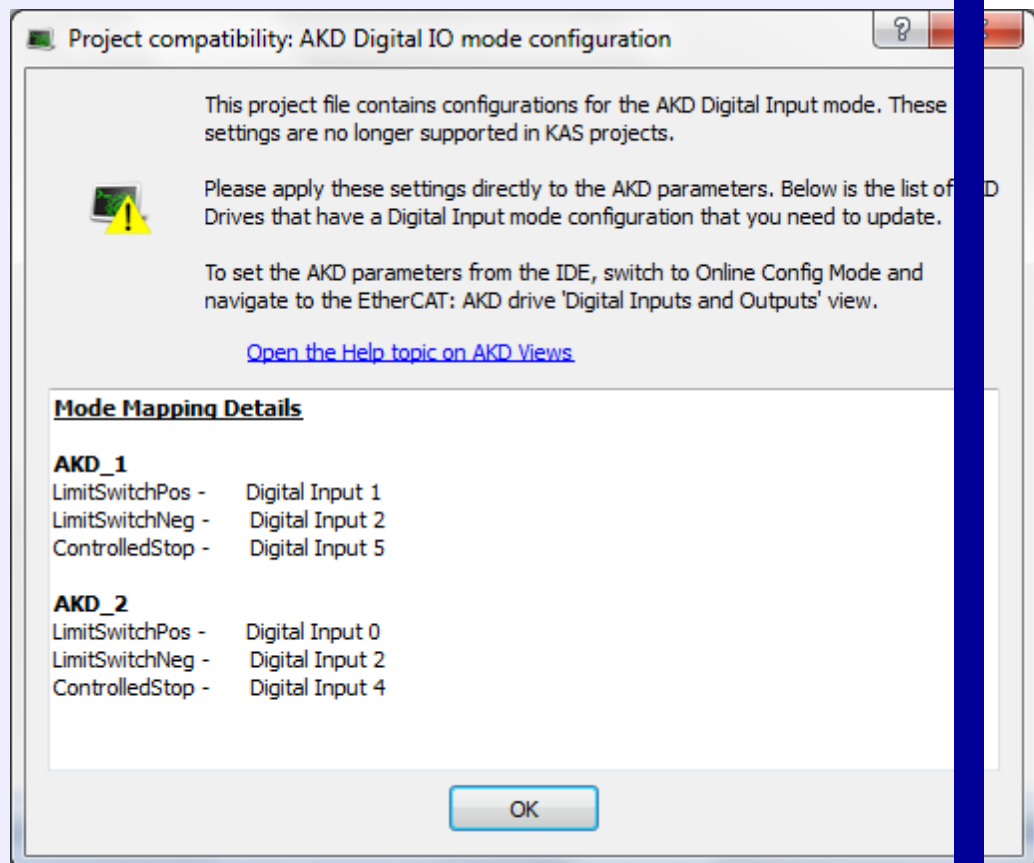 Project compatibility: AKD Digital IO mode configuration
This project file contains configurations for the AKD Digital Input mode. These
settings are no longer supported in KAS projects.
Please apply these settings directly to the AKD parameters. Below is the list of
Drives that have a Digital Input mode configuration that you need to update.
To set the AKD parameters from the IDE, switch to Online Config Mode and
navigate to the EtherCAT: AKD drive 'Digital Inputs and Outputs' view.
Open the Help topic on AKD Views
Mode Mapping Details
AKD_1
LimitSwitchPos - Digital Input 1
LimitSwitchNeg - Digital Input 2
ControlledStop - Digital Input 5
AKD_2
LimitSwitchPos - Digital Input 0
LimitSwitchNeg - Digital Input 2
ControlledStop - Digital Input 4
OK